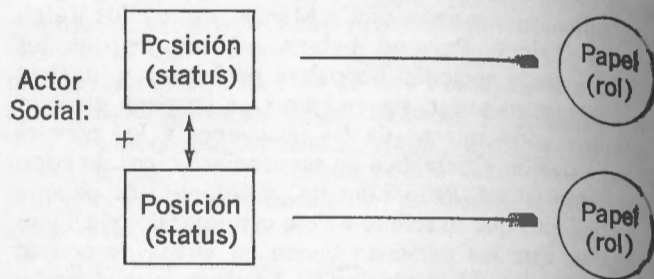 Posición
(status)
Papel
(rol)
Actor
Social:
+
Posición
(status)
Papel
(rol)